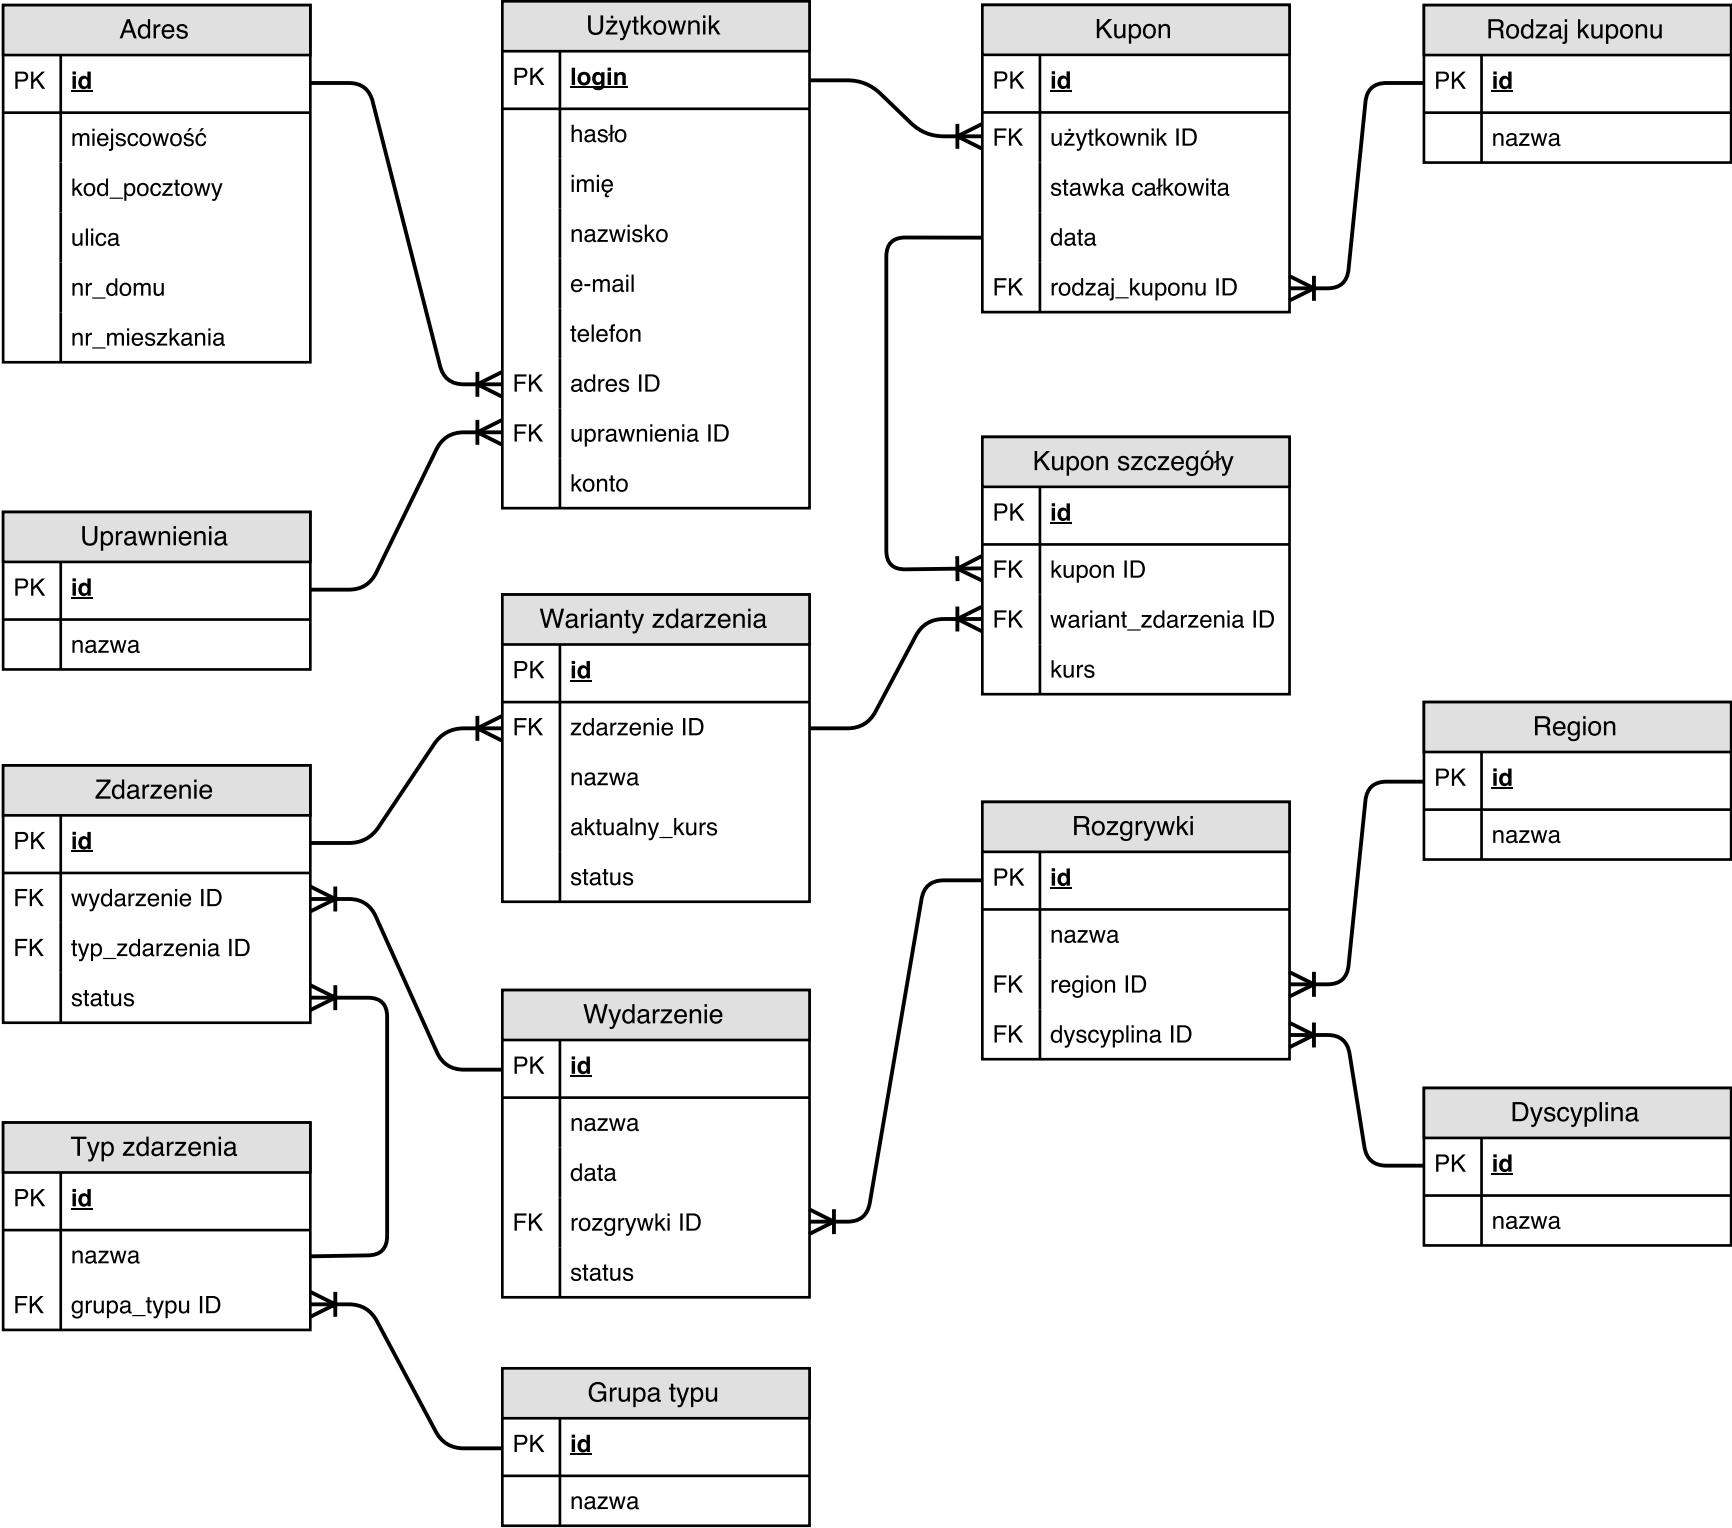 Adres
PK id
miejscowość
kod_pocztowy
ulica
nr_domu
nr_mieszkania
Użytkownik
PK login
hasło
imię
nazwisko
e-mail
telefon
FK adres ID
FK uprawnienia ID
konto
Kupon
PK id
FK użytkownik ID
stawka całkowita
data
FK rodzaj_kuponu ID
Rodzaj kuponu
PK id
nazwa
Uprawnienia
PK id
nazwa
Warianty zdarzenia
PK id
FK zdarzenie ID
nazwa
aktualny_kurs
status
Kupon szczegóły
PK id
FK kupon ID
FK wariant_zdarzenia ID
kurs
Zdarzenie
PK id
FK wydarzenie ID
FK typ_zdarzenia ID
status
Wydarzenie
PK id
nazwa
data
FK rozgrywki ID
status
Rozgrywki
PK id
nazwa
FK region ID
FK dyscyplina ID
Region
PK id
nazwa
Dyscyplina
PK id
nazwa
Typ zdarzenia
PK id
nazwa
FK grupa_typu ID
Grupa typu
PK id
nazwa